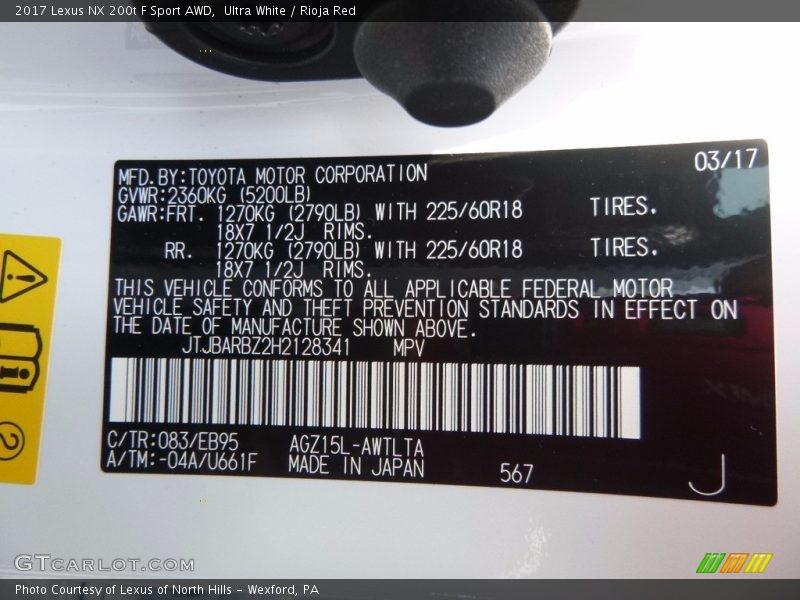 2017 Lexus NX 200t F Sport AWD,  Ultra White / Rioja Red
03/17
MFD.BY:TOYOTA MOTOR CORPORATION
GVWR:2360KG (5200LB)
GAWR:FRT. 1270KG (2790LB) WITH 225/60R18 TIRES.
18X7 1/2J RIMS.
RR. 1270KG (2790LB) WITH 225/60R18 TIRES.
18X7 1/2J RIMS.
THIS VEHICLE CONFORMS TO ALL APPLICABLE FEDERAL MOTOR
VEHICLE SAFETY AND THEFT PREVENTION STANDARDS IN EFFECT ON
THE DATE OF MANUFACTURE SHOWN ABOVE.
JTJBARBZ2H2128341 MPV
C/TR:083/EB95 AGZ15L-AWTLTA
A/TM:-04A/U661F MADE IN JAPAN 567 J
2
GTCARLOT.COM
Photo Courtesy of Lexus of North Hills - Wexford, PA